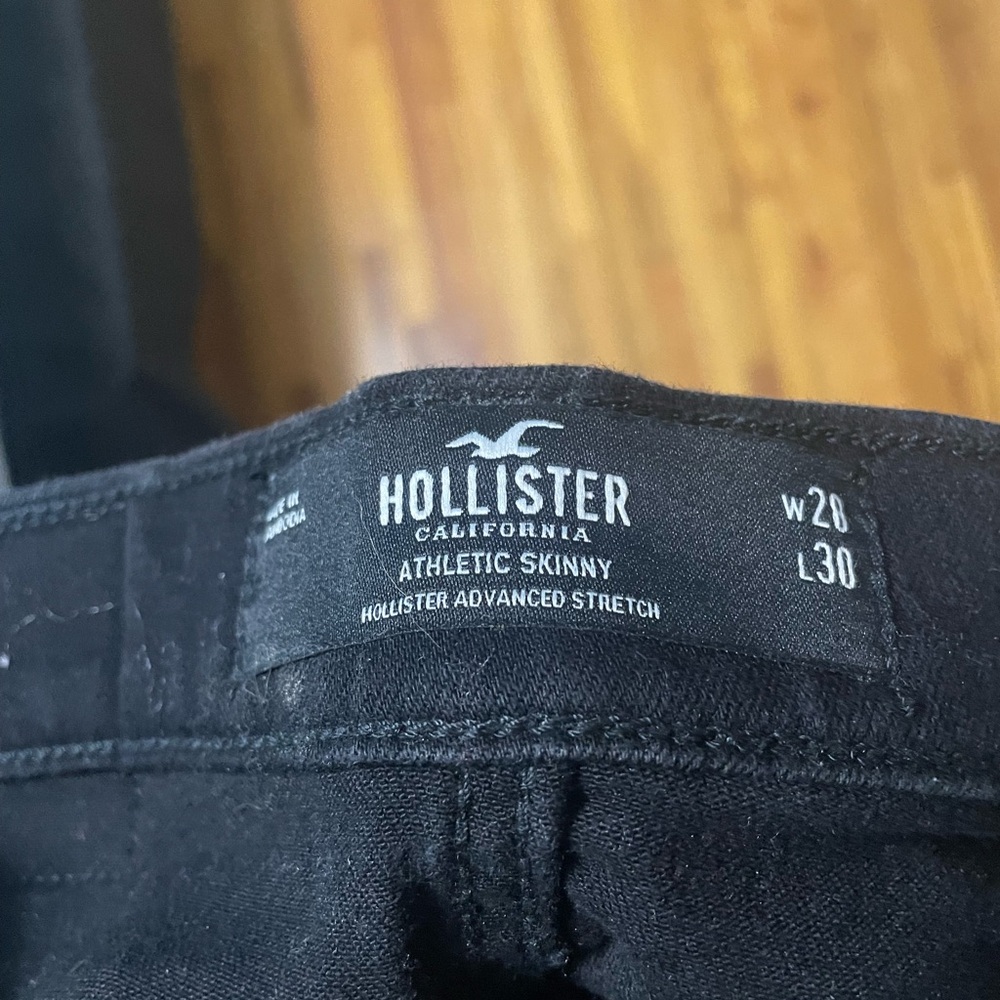 HOLLISTER
CALIFORNIA
ATHLETIC SKINNY
HOLLISTER ADVANCED STRETCH
W28
L30